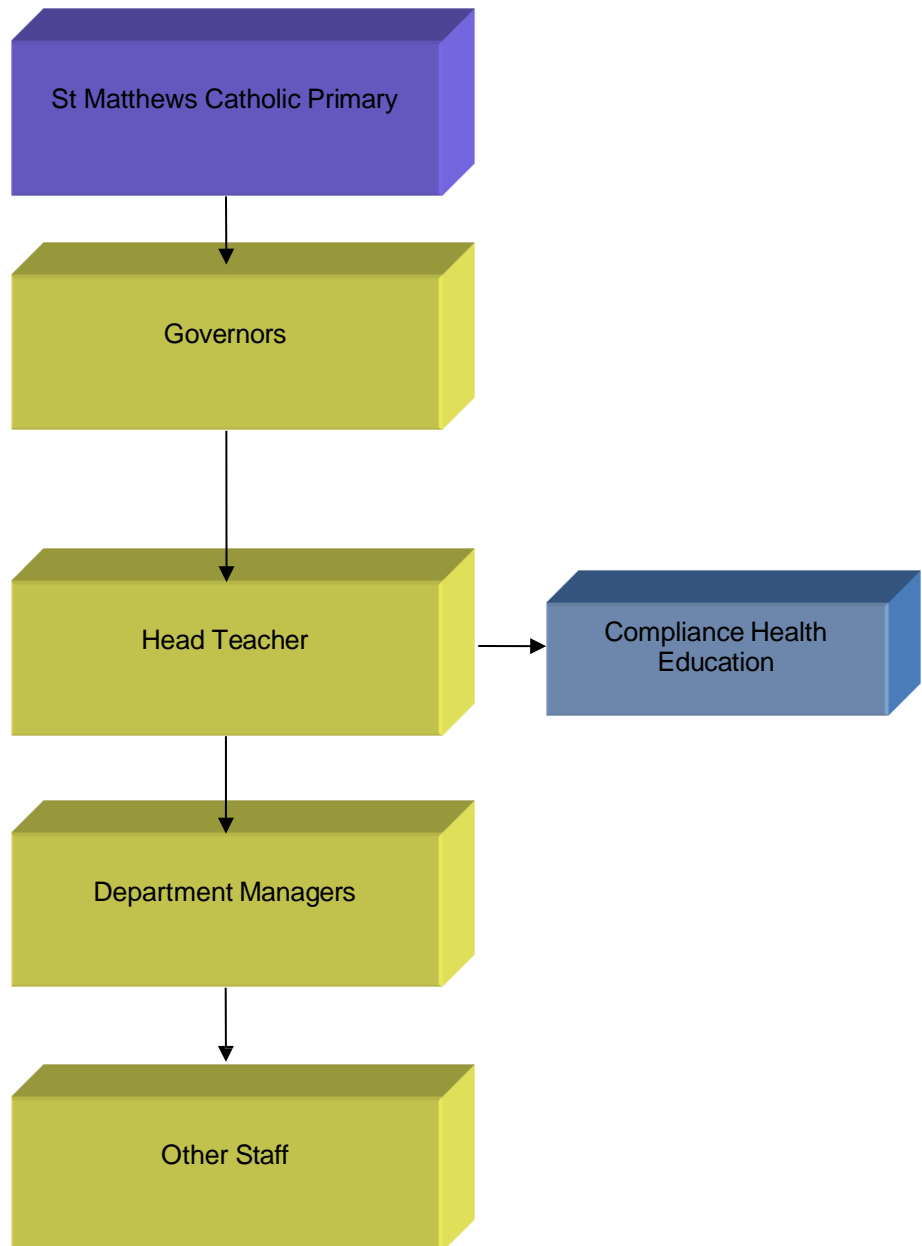 St Matthews Catholic Primary
Governors
Head Teacher
Compliance Health
Education
Department Managers
Other Staff